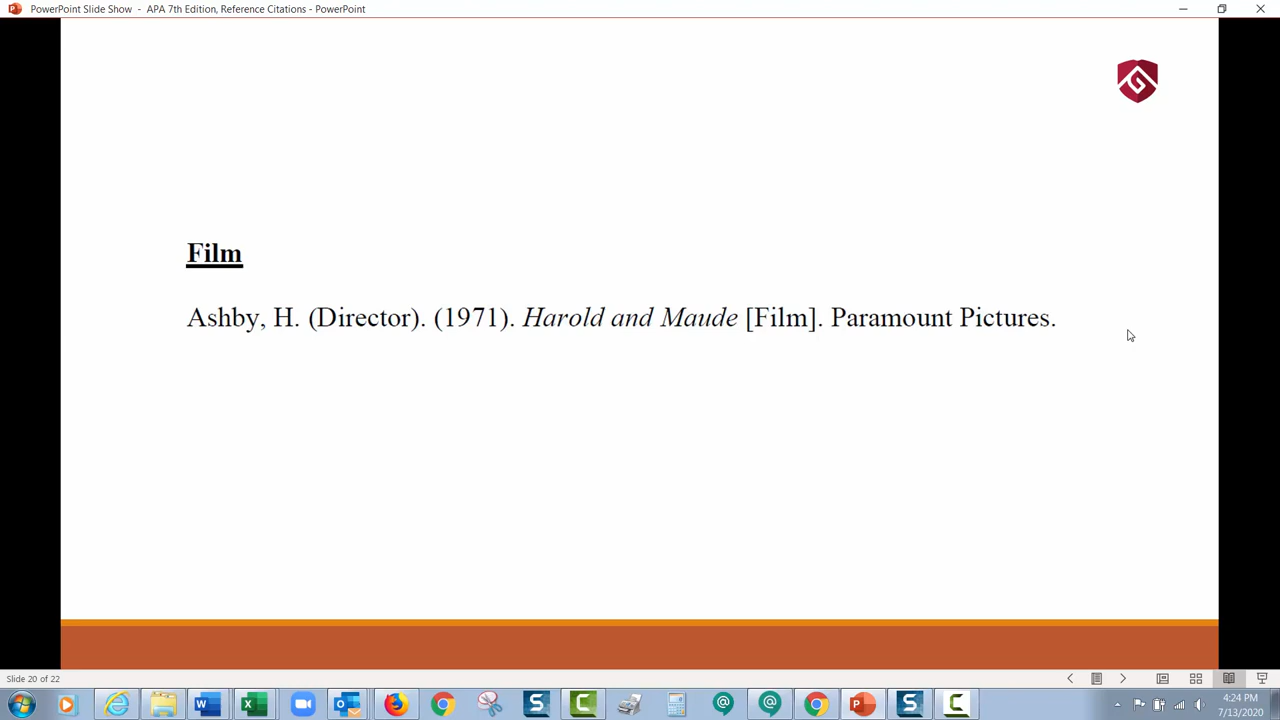 PowerPoint Slide Show - APA 7th Edition, Reference Citations - PowerPoint
Film
Ashby, H. (Director). (1971). Harold and Maude [Film]. Paramount Pictures.
Slide 20 of 22
4:24 PM
7/13/2020